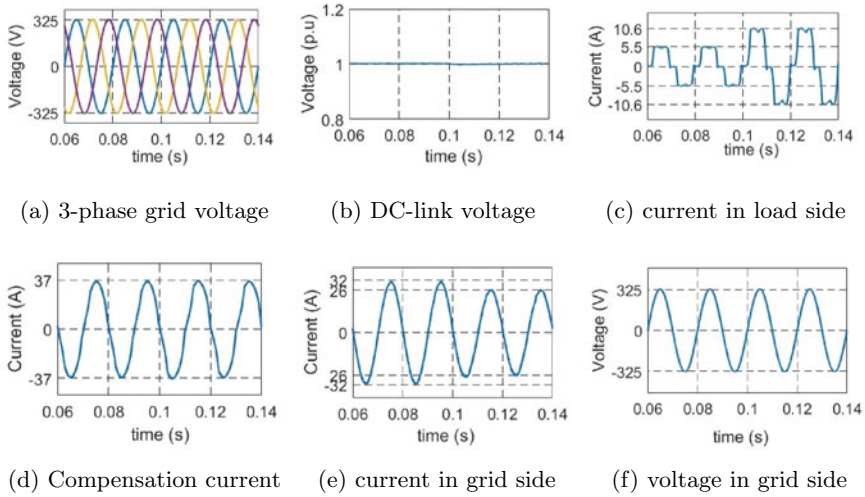 Voltage (V)
325
0
-325
0.06 0.08 0.1 0.12 0.14
time (s)
(a) 3-phase grid voltage
Voltage (p.u)
1.2
1
0.8
0.06 0.08 0.1 0.12 0.14
time (s)
(b) DC-link voltage
Current (A)
10.6
5.5
0
-5.5
-10.6
0.06 0.08 0.1 0.12 0.14
time (s)
(c) current in load side
Current (A)
37
0
-37
0.06 0.08 0.1 0.12 0.14
time (s)
(d) Compensation current
Current (A)
32
26
0
-26
-32
0.06 0.08 0.1 0.12 0.14
time (s)
(e) current in grid side
Voltage (V)
325
0
-325
0.06 0.08 0.1 0.12 0.14
time (s)
(f) voltage in grid side